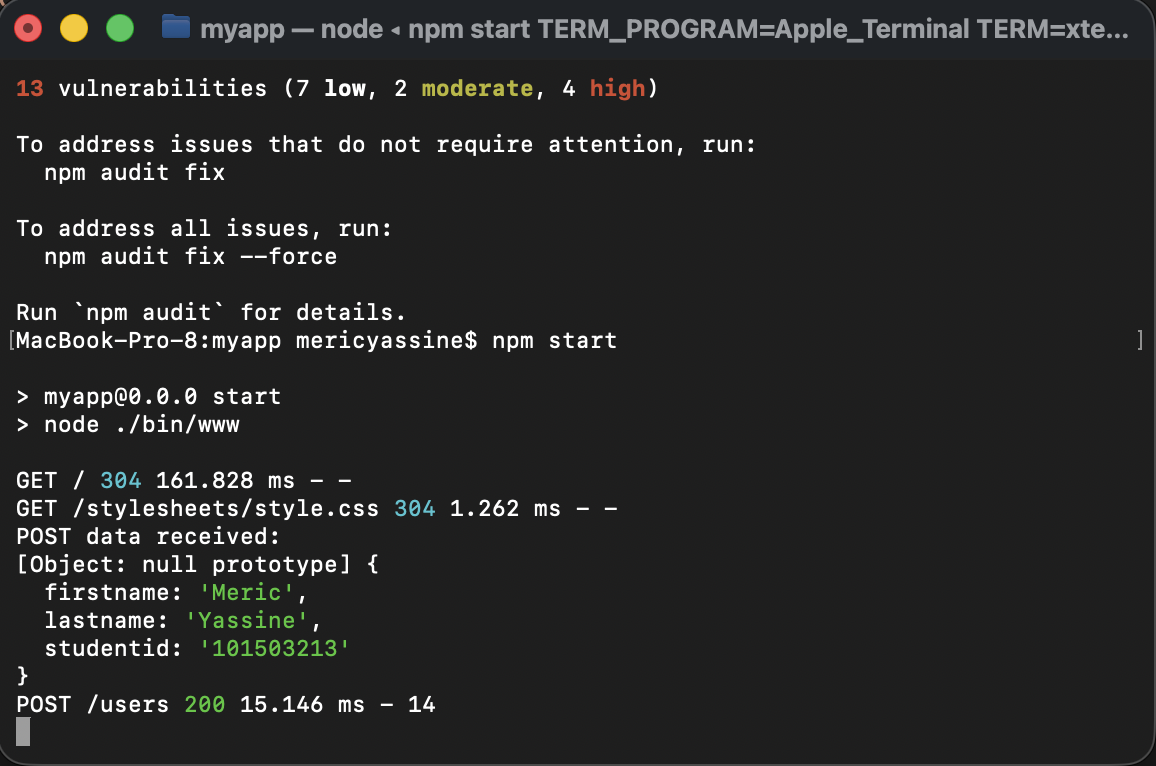 myapp — node ◂ npm start TERM_PROGRAM=Apple_Terminal TERM=xte...
13 vulnerabilities (7 low, 2 moderate, 4 high)
To address issues that do not require attention, run:
  npm audit fix
To address all issues, run:
  npm audit fix --force
Run `npm audit` for details.
[MacBook-Pro-8:myapp mericyassine$ npm start ]
> myapp@0.0.0 start
> node ./bin/www
GET / 304 161.828 ms - -
GET /stylesheets/style.css 304 1.262 ms - -
POST data received:
[Object: null prototype] {
  firstname: 'Meric',
  lastname: 'Yassine',
  studentid: '101503213'
}
POST /users 200 15.146 ms - 14